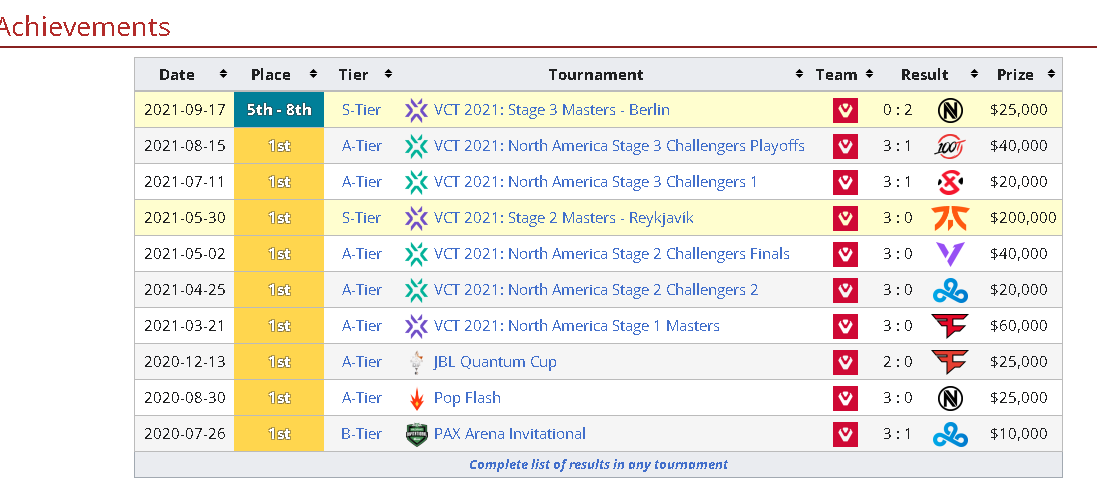 Achievements
Date Place Tier Tournament Team Result Prize
2021-09-17 5th - 8th S-Tier VCT 2021: Stage 3 Masters - Berlin 0 : 2 $25,000
2021-08-15 1st A-Tier VCT 2021: North America Stage 3 Challengers Playoffs 3 : 1 100T $40,000
2021-07-11 1st A-Tier VCT 2021: North America Stage 3 Challengers 1 3 : 1 $20,000
2021-05-30 1st S-Tier VCT 2021: Stage 2 Masters - Reykjavík 3 : 0 $200,000
2021-05-02 1st A-Tier VCT 2021: North America Stage 2 Challengers Finals 3 : 0 $40,000
2021-04-25 1st A-Tier VCT 2021: North America Stage 2 Challengers 2 3 : 0 $20,000
2021-03-21 1st A-Tier VCT 2021: North America Stage 1 Masters 3 : 0 $60,000
2020-12-13 1st A-Tier JBL Quantum Cup 2 : 0 $25,000
2020-08-30 1st A-Tier Pop Flash 3 : 0 $25,000
2020-07-26 1st B-Tier PAX Arena Invitational 3 : 1 $10,000
Complete list of results in any tournament